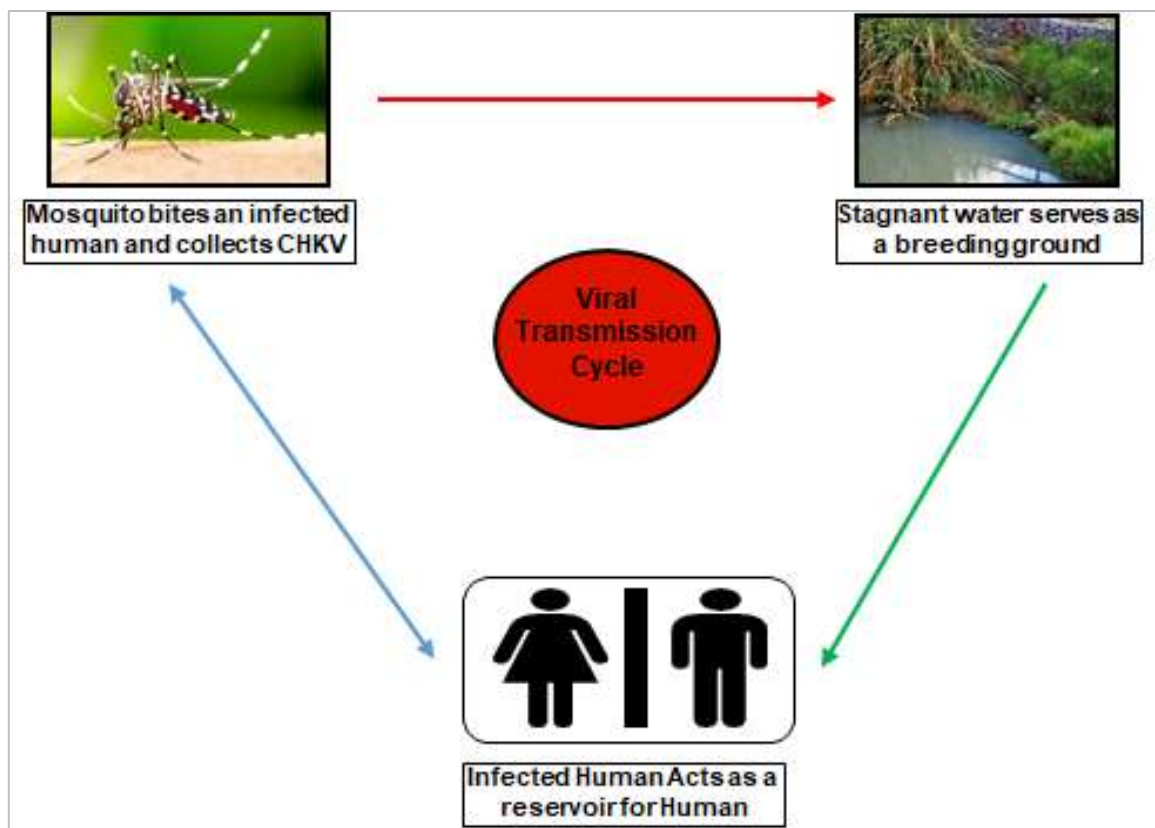 Mosquito bites an infected
human and collects CHKV
Stagnant water serves as
a breeding ground
Viral
Transmission
Cycle
Infected Human Acts as a
reservoir for Human